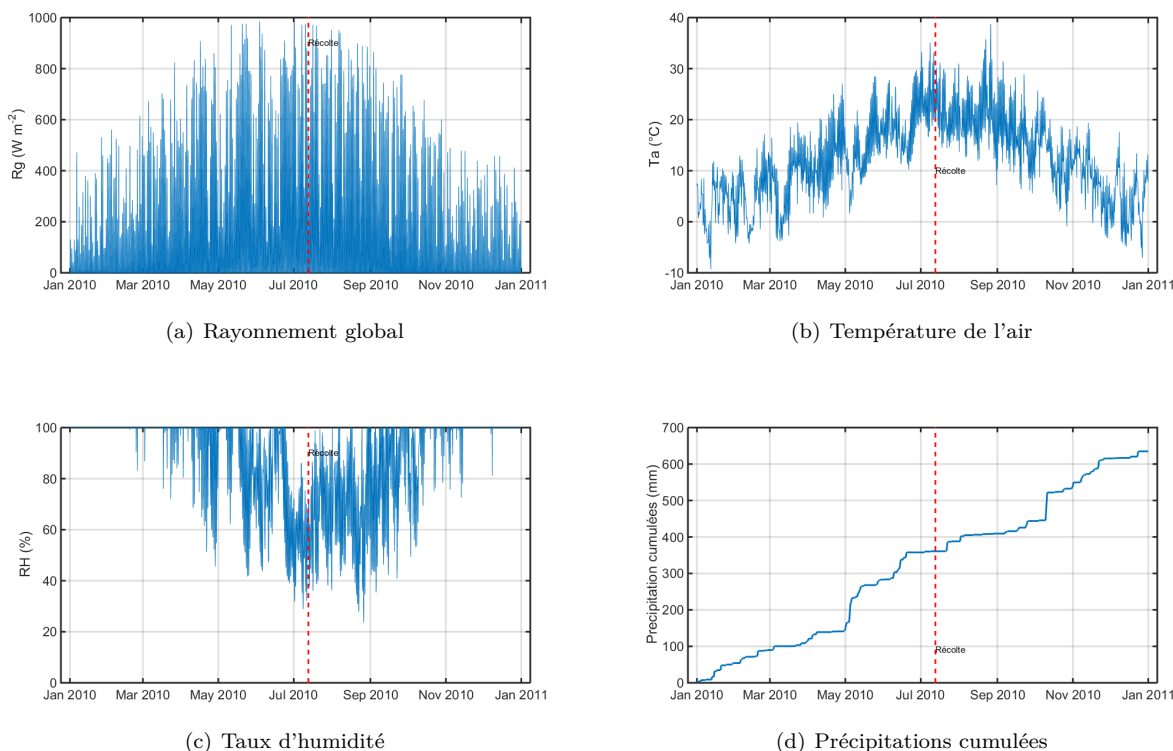 1000
800
600
400
200
0
Rg (W m-2)
Récolte
Jan 2010 Mar 2010 May 2010 Jul 2010 Sep 2010 Nov 2010 Jan 2011
(a) Rayonnement global
40
30
20
10
0
-10
Ta (°C)
Récolte
Jan 2010 Mar 2010 May 2010 Jul 2010 Sep 2010 Nov 2010 Jan 2011
(b) Température de l'air
100
80
60
40
20
0
RH (%)
Récolte
Jan 2010 Mar 2010 May 2010 Jul 2010 Sep 2010 Nov 2010 Jan 2011
(c) Taux d'humidité
700
600
500
400
300
200
100
0
Precipitation cumulées (mm)
Récolte
Jan 2010 Mar 2010 May 2010 Jul 2010 Sep 2010 Nov 2010 Jan 2011
(d) Précipitations cumulées